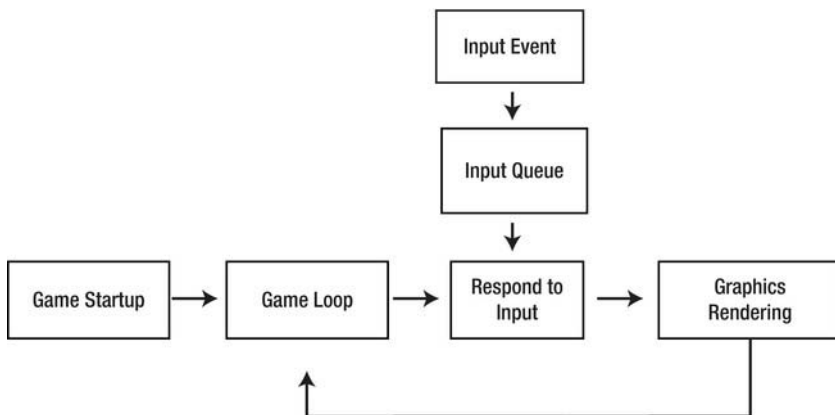 Input Event
Input Queue
Game Startup
Game Loop
Respond to
Input
Graphics
Rendering